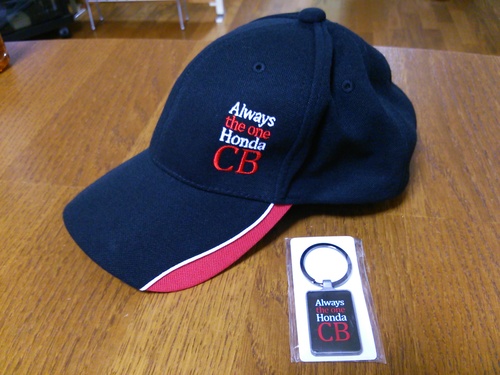 Always
the one
Honda
CB
Always
the one
Honda
CB